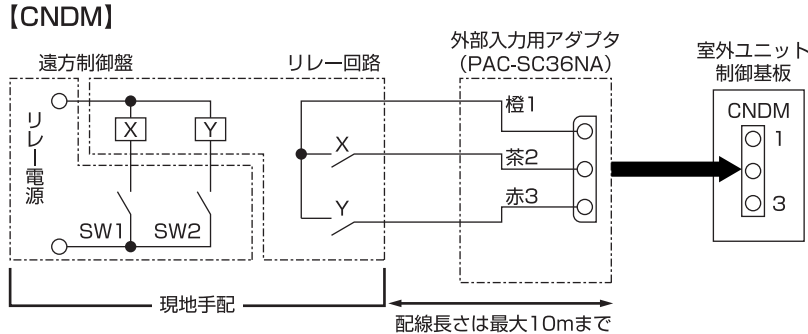 【CNDM】
遠方制御盤
リレー回路
外部入力用アダプタ
(PAC-SC36NA)
室外ユニット
制御基板
リレー電源
X
Y
SW1
SW2
X
Y
橙1
茶2
赤3
CNDM
1
3
現地手配
配線長さは最大10mまで